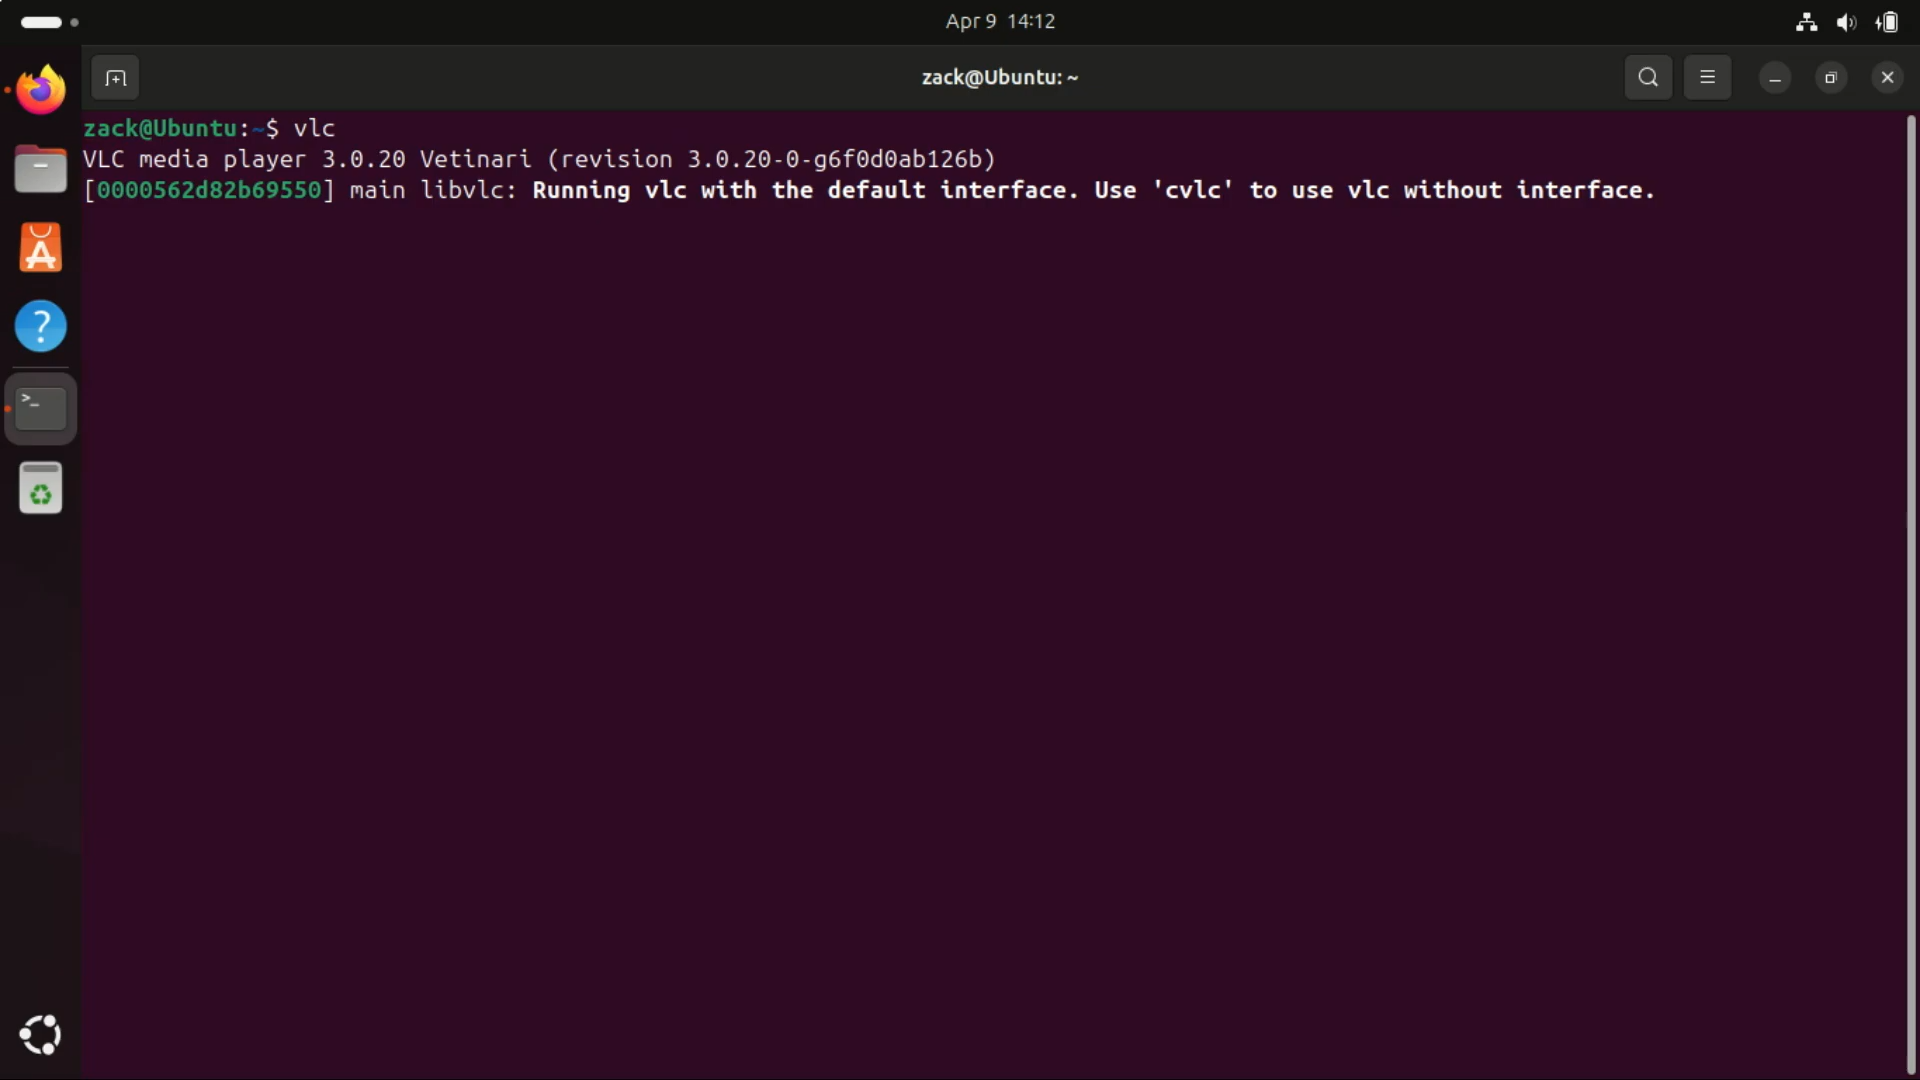 Apr 9 14:12
zack@Ubuntu: ~
zack@Ubuntu:~$ vlc
VLC media player 3.0.20 Vetinari (revision 3.0.20-0-g6f0d0ab126b)
[0000562d82b69550] main libvlc: Running vlc with the default interface. Use 'cvlc' to use vlc without interface.